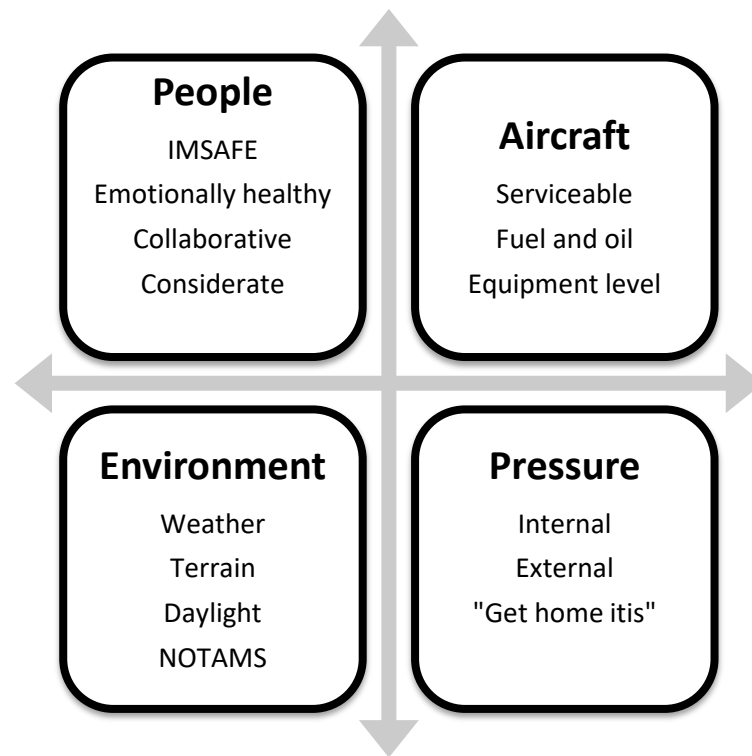 People
IMSAFE
Emotionally healthy
Collaborative
Considerate
Aircraft
Serviceable
Fuel and oil
Equipment level
Environment
Weather
Terrain
Daylight
NOTAMS
Pressure
Internal
External
"Get home itis"